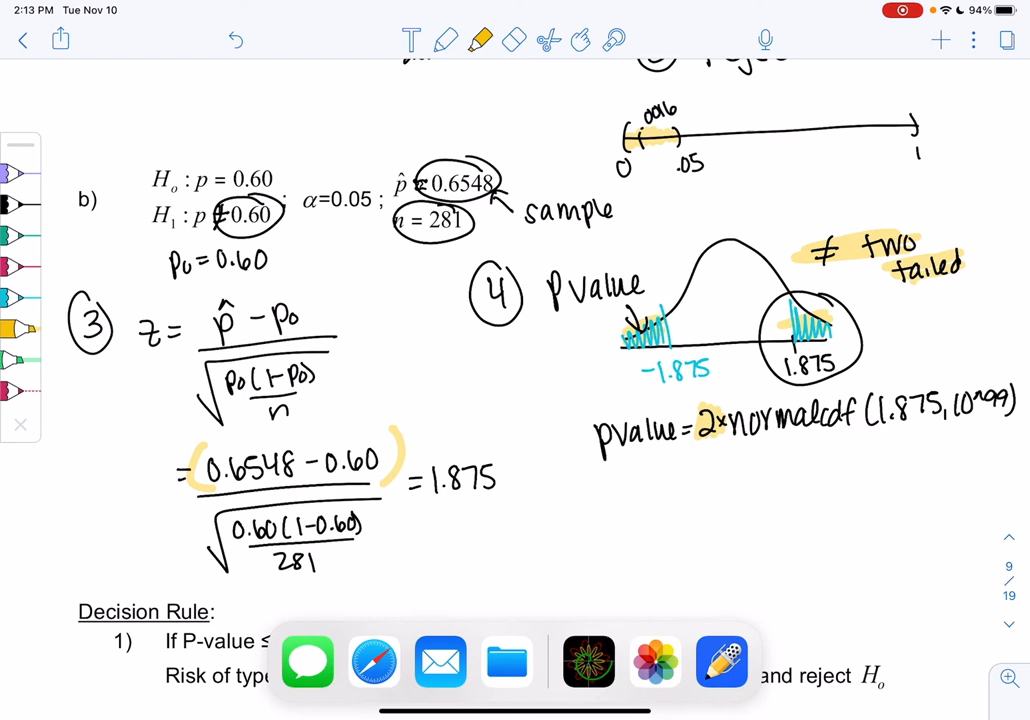 2:13 PM Tue Nov 10
94%
.0016
0
.05
1
b)
H₀ : p = 0.60
H₁ : p ≠ 0.60
; α=0.05 ;
p̂ = 0.6548
n = 281
sample
p₀ = 0.60
≠ two
tailed
③ z = p̂ - p₀
√ p₀(1-p₀)
n
④ pvalue
-1.875
1.875
pvalue = 2×normalcdf(1.875, 10^99)
= (0.6548 - 0.60) = 1.875
√ 0.60(1-0.60)
281
9
/
19
Decision Rule:
1) If P-value ≤
Risk of type
and reject H₀